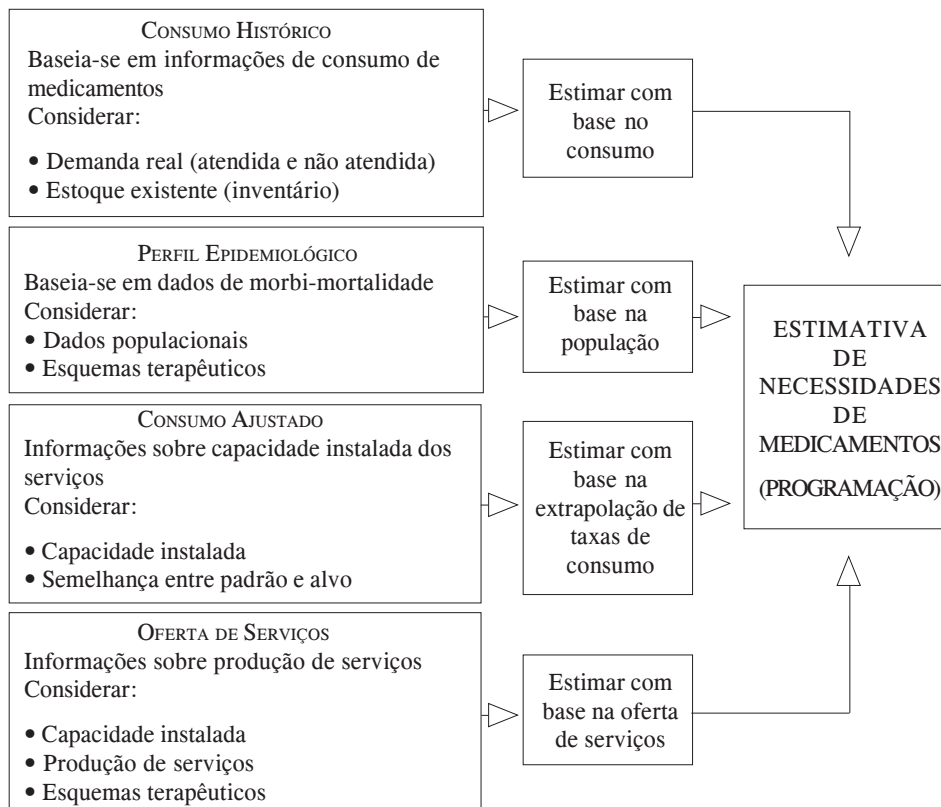 CONSUMO HISTÓRICO
Baseia-se em informações de consumo de
medicamentos
Considerar:
• Demanda real (atendida e não atendida)
• Estoque existente (inventário)
Estimar com
base no
consumo
PERFIL EPIDEMIOLÓGICO
Baseia-se em dados de morbi-mortalidade
Considerar:
• Dados populacionais
• Esquemas terapêuticos
Estimar com
base na
população
CONSUMO AJUSTADO
Informações sobre capacidade instalada dos
serviços
Considerar:
• Capacidade instalada
• Semelhança entre padrão e alvo
Estimar com
base na
extrapolação de
taxas de
consumo
OFERTA DE SERVIÇOS
Informações sobre produção de serviços
Considerar:
• Capacidade instalada
• Produção de serviços
• Esquemas terapêuticos
Estimar com
base na oferta
de serviços
ESTIMATIVA
DE
NECESSIDADES
DE
MEDICAMENTOS
(PROGRAMAÇÃO)